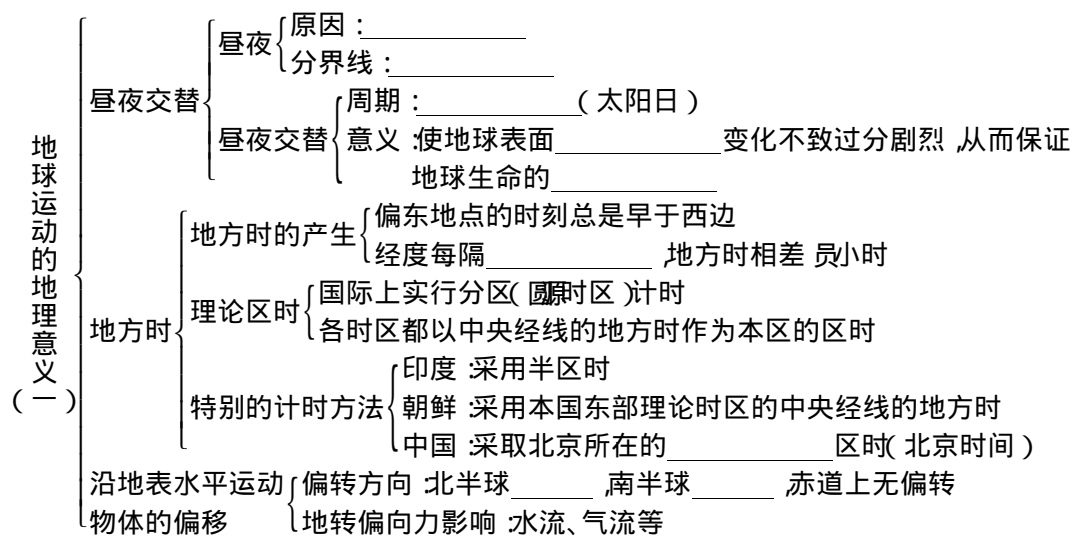 地球运动的地理意义(一)
昼夜交替
昼夜
原因：
分界线：
昼夜交替
周期：(太阳日)
意义：使地球表面变化不致过分剧烈,从而保证
地球生命的
地方时
地方时的产生
偏东地点的时刻总是早于西边
经度每隔,地方时相差 员小时
理论区时
国际上实行分区(圆源时区)计时
各时区都以中央经线的地方时作为本区的区时
特别的计时方法
印度：采用半区时
朝鲜：采用本国东部理论时区的中央经线的地方时
中国：采取北京所在的区时(北京时间)
沿地表水平运动
物体的偏移
偏转方向：北半球,南半球,赤道上无偏转
地转偏向力影响：水流、气流等